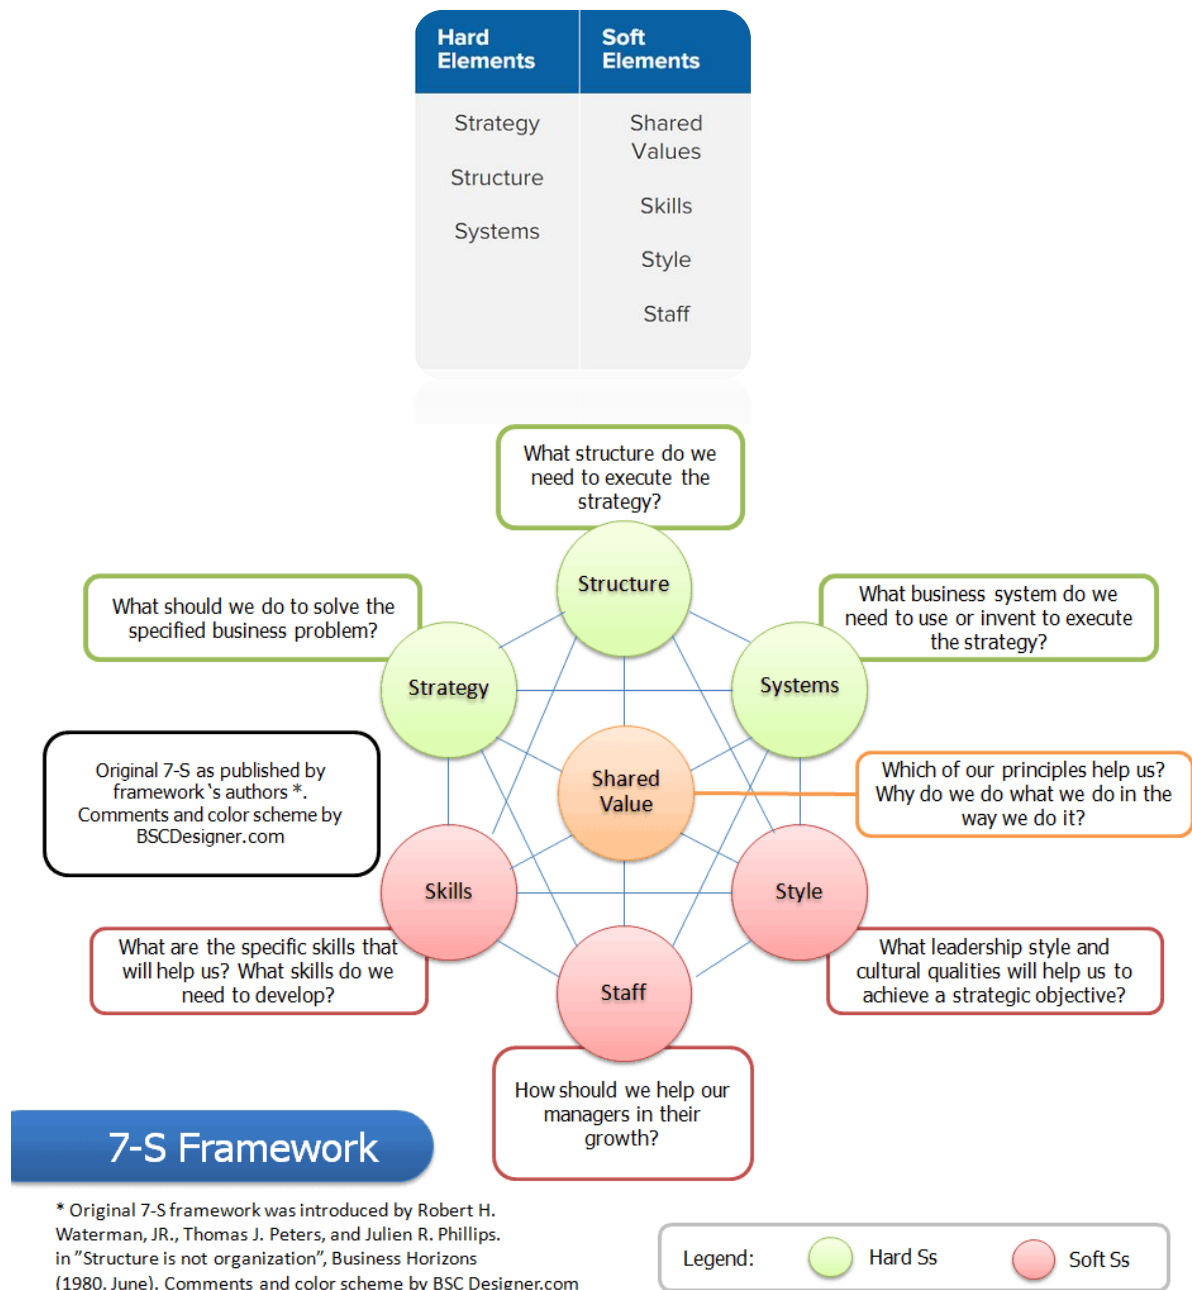 Hard
Elements
Soft
Elements
Strategy
Structure
Systems
Shared
Values
Skills
Style
Staff
What structure do we
need to execute the
strategy?
Structure
What should we do to solve the
specified business problem?
Strategy
What business system do we
need to use or invent to execute
the strategy?
Systems
Original 7-S as published by
framework`s authors *.
Comments and color scheme by
BSCDesigner.com
Shared
Value
Which of our principles help us?
Why do we do what we do in the
way we do it?
Skills
What are the specific skills that
will help us? What skills do we
need to develop?
Style
What leadership style and
cultural qualities will help us to
achieve a strategic objective?
Staff
How should we help our
managers in their
growth?
7-S Framework
* Original 7-S framework was introduced by Robert H.
Waterman, JR., Thomas J. Peters, and Julien R. Phillips.
in "Structure is not organization", Business Horizons
(1980, June). Comments and color scheme by BSC Designer.com
Legend:
Hard Ss
Soft Ss